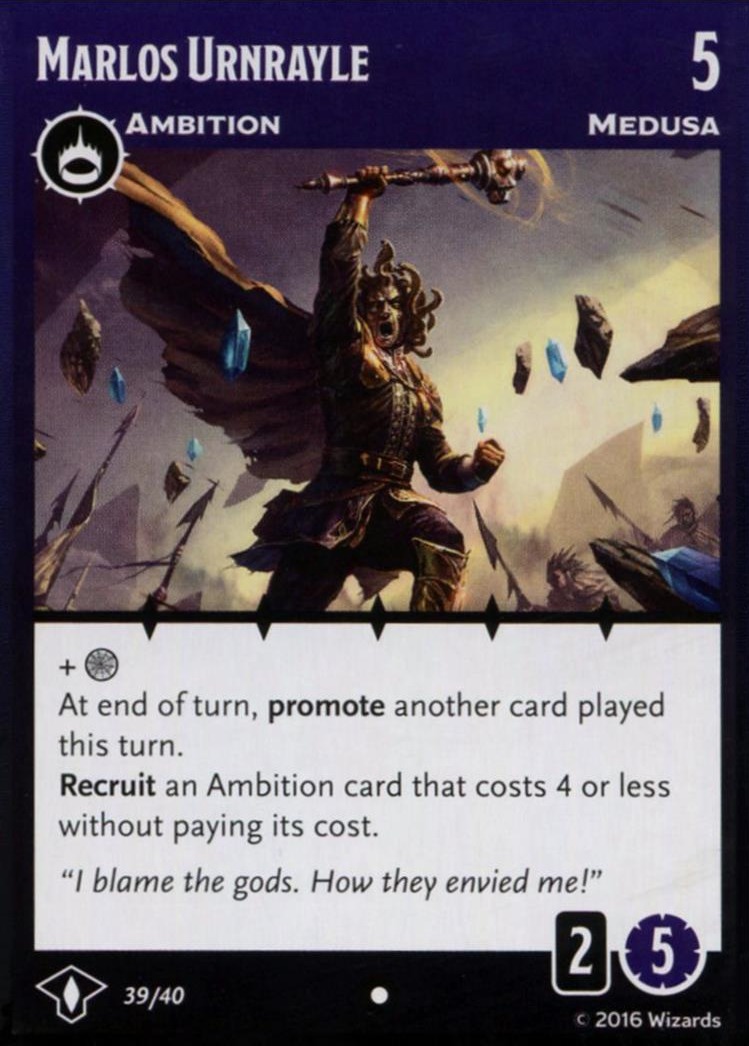 MARLOS URNRAYLE 5
AMBITION MEDUSA
+
At end of turn, promote another card played
this turn.
Recruit an Ambition card that costs 4 or less
without paying its cost.
“I blame the gods. How they envied me!”
2 5
39/40
© 2016 Wizards